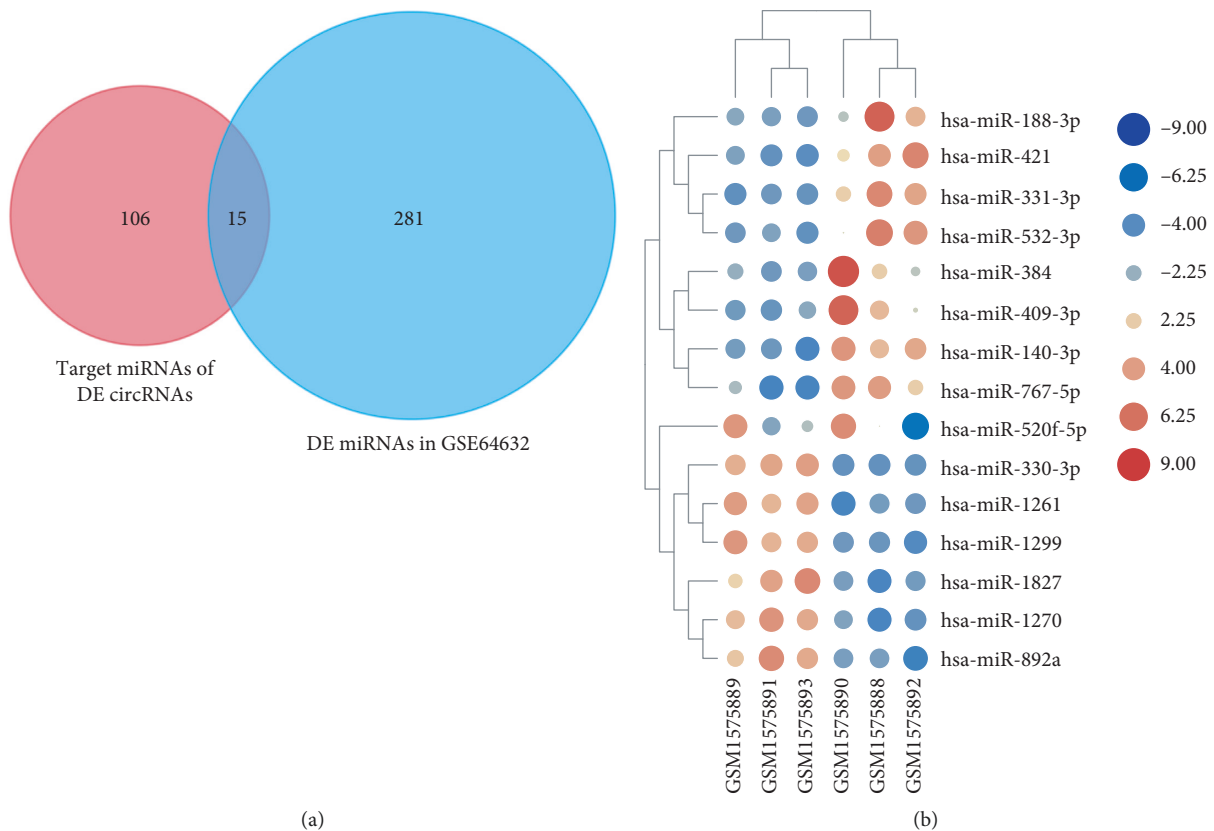 106
15
281
Target miRNAs of
DE circRNAs
DE miRNAs in GSE64632
(a)
hsa-miR-188-3p
hsa-miR-421
hsa-miR-331-3p
hsa-miR-532-3p
hsa-miR-384
hsa-miR-409-3p
hsa-miR-140-3p
hsa-miR-767-5p
hsa-miR-520f-5p
hsa-miR-330-3p
hsa-miR-1261
hsa-miR-1299
hsa-miR-1827
hsa-miR-1270
hsa-miR-892a
GSM1575889
GSM1575891
GSM1575893
GSM1575890
GSM1575888
GSM1575892
−9.00
−6.25
−4.00
−2.25
2.25
4.00
6.25
9.00
(b)